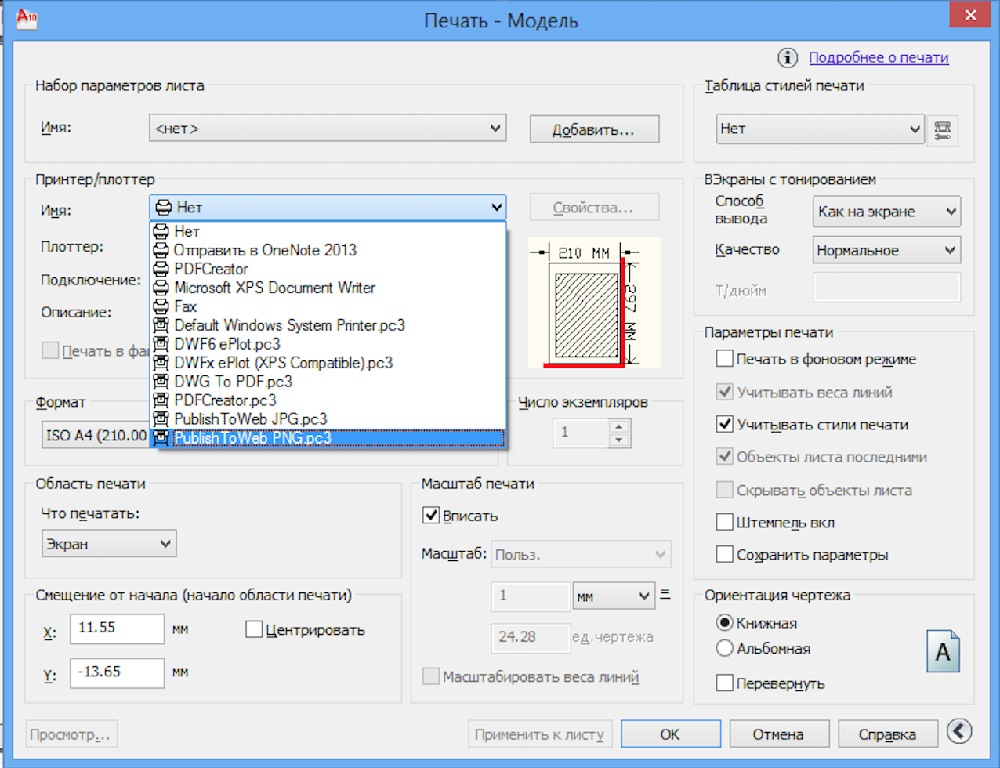 A10
Печать - Модель
Подробнее о печати
Набор параметров листа
Имя:
<нет>
Добавить...
Таблица стилей печати
Нет
Принтер/плоттер
Имя:
Нет
Свойства...
Плоттер:
Подключение:
Описание:
Печать в фа
Нет
Отправить в OneNote 2013
PDFCreator
Microsoft XPS Document Writer
Fax
Default Windows System Printer.pc3
DWF6 ePlot.pc3
DWFx ePlot (XPS Compatible).pc3
DWG To PDF.pc3
PDFCreator.pc3
PublishToWeb JPG.pc3
PublishToWeb PNG.pc3
210 MM
297 MM
ВЭкраны с тонированием
Способ
вывода
Как на экране
Качество
Нормальное
Т/дюйм
Формат
ISO A4 (210.00
Число экземпляров
1
Параметры печати
Печать в фоновом режиме
Учитывать веса линий
Учитывать стили печати
Объекты листа последними
Скрывать объекты листа
Штемпель вкл
Сохранить параметры
Область печати
Что печатать:
Экран
Масштаб печати
Вписать
Масштаб:
Польз.
1
мм
=
24.28
ед.чертежа
Масштабировать веса линий
Смещение от начала (начало области печати)
X:
11.55
мм
Центрировать
Y:
-13.65
мм
Ориентация чертежа
Книжная
Альбомная
Перевернуть
A
Просмотр...
Применить к листу
ОК
Отмена
Справка